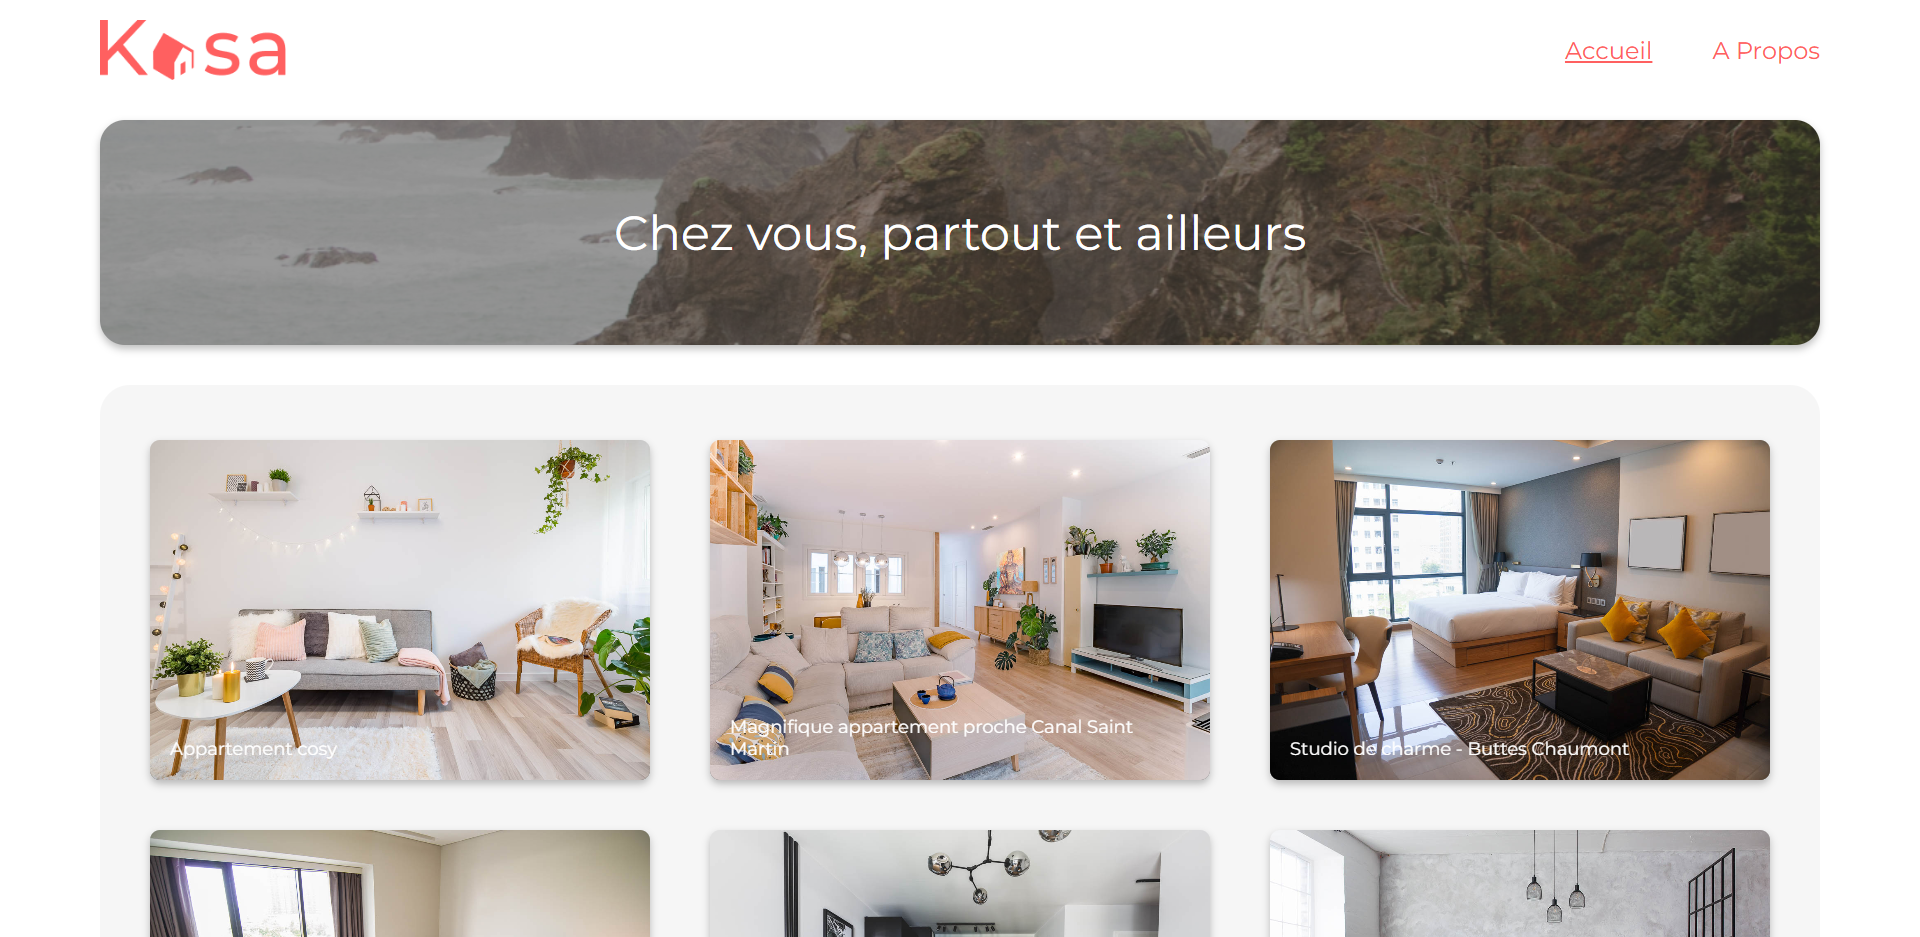 Kasa
Accueil
A Propos
Chez vous, partout et ailleurs
Appartement cosy
Magnifique appartement proche Canal Saint
Martin
Studio de charme - Buttes Chaumont